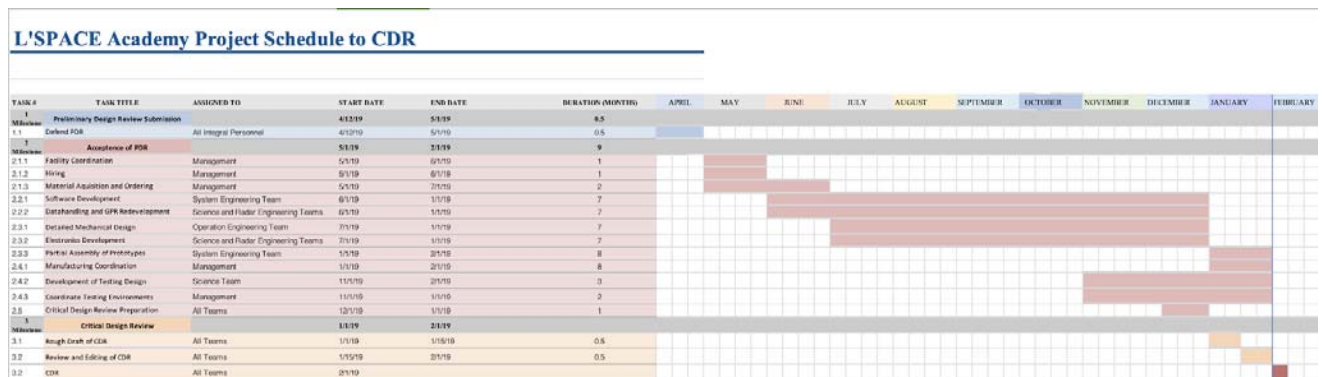 L'SPACE Academy Project Schedule to CDR
TASK # TASK TITLE ASSIGNED TO START DATE END DATE DURATION (MONTHS) APRIL MAY JUNE JULY AUGUST SEPTEMBER OCTOBER NOVEMBER DECEMBER JANUARY FEBRUARY
1 Milestone Preliminary Design Review Submission 4/12/19 5/1/19 0.5
1.1 Defend PDR All Integral Personnel 4/12/19 5/1/19 0.5
2 Milestone Acceptance of PDR 5/1/19 2/1/19 9
2.1.1 Facility Coordination Management 5/1/19 6/1/19 1
2.1.2 Hiring Management 5/1/19 6/1/19 1
2.1.3 Material Aquisition and Ordering Management 5/1/19 7/1/19 2
2.2.1 Software Development System Engineering Team 6/1/19 1/1/19 7
2.2.2 Datahandling and GPR Redevelopment Science and Radar Engineering Teams 6/1/19 1/1/19 7
2.3.1 Detailed Mechanical Design Operation Engineering Team 7/1/19 1/1/19 7
2.3.2 Electronics Development Science and Radar Engineering Teams 7/1/19 1/1/19 7
2.3.3 Partial Assembly of Prototypes System Engineering Team 1/1/19 2/1/19 8
2.4.1 Manufacturing Coordination Management 1/1/19 2/1/19 8
2.4.2 Development of Testing Design Science Team 11/1/19 2/1/19 3
2.4.3 Coordinate Testing Environments Management 11/1/19 1/1/19 2
2.5 Critical Design Review Preparation All Teams 12/1/19 1/1/19 1
3 Milestone Critical Design Review 1/1/19 2/1/19
3.1 Rough Draft of CDR All Teams 1/1/19 1/15/19 0.5
3.2 Review and Editing of CDR All Teams 1/15/19 2/1/19 0.5
3.2 CDR All Teams 2/1/19